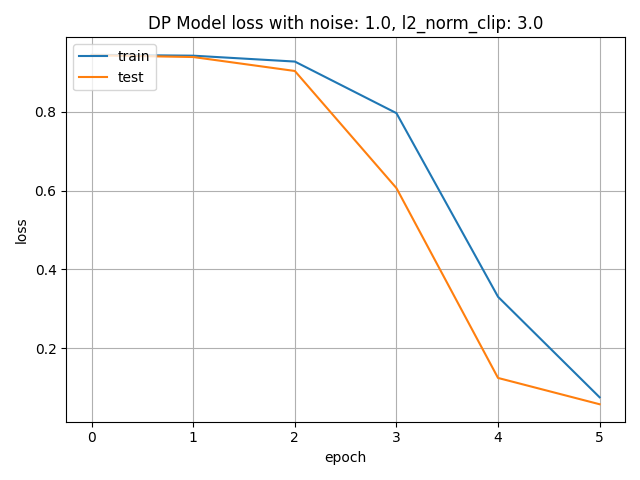 DP Model loss with noise: 1.0, l2_norm_clip: 3.0
train
test
0.8
0.6
0.4
0.2
loss
0 1 2 3 4 5
epoch